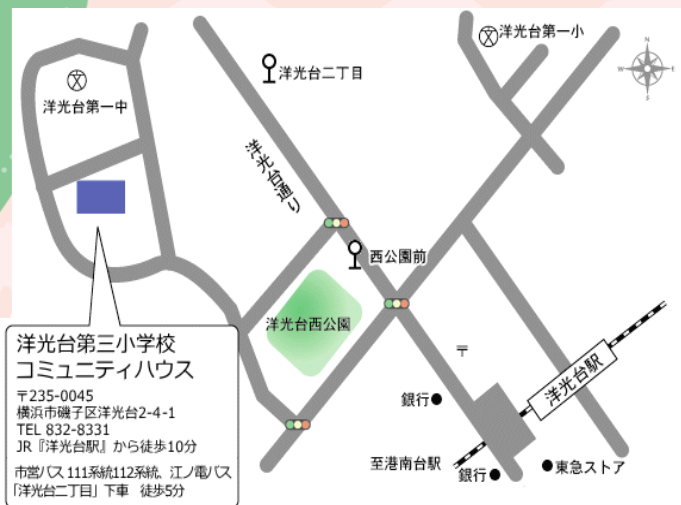 洋光台第一小
文
文
洋光台二丁目
洋光台第一中
N
W
E
S
洋光台通り
西公園前
洋光台西公園
〒
洋光台駅
銀行
至港南台駅
銀行
東急ストア
洋光台第三小学校
コミュニティハウス
〒235-0045
横浜市磯子区洋光台2-4-1
TEL 832-8331
JR『洋光台駅』から徒歩10分
市営バス 111系統112系統、江ノ電バス
「洋光台二丁目」下車 徒歩5分